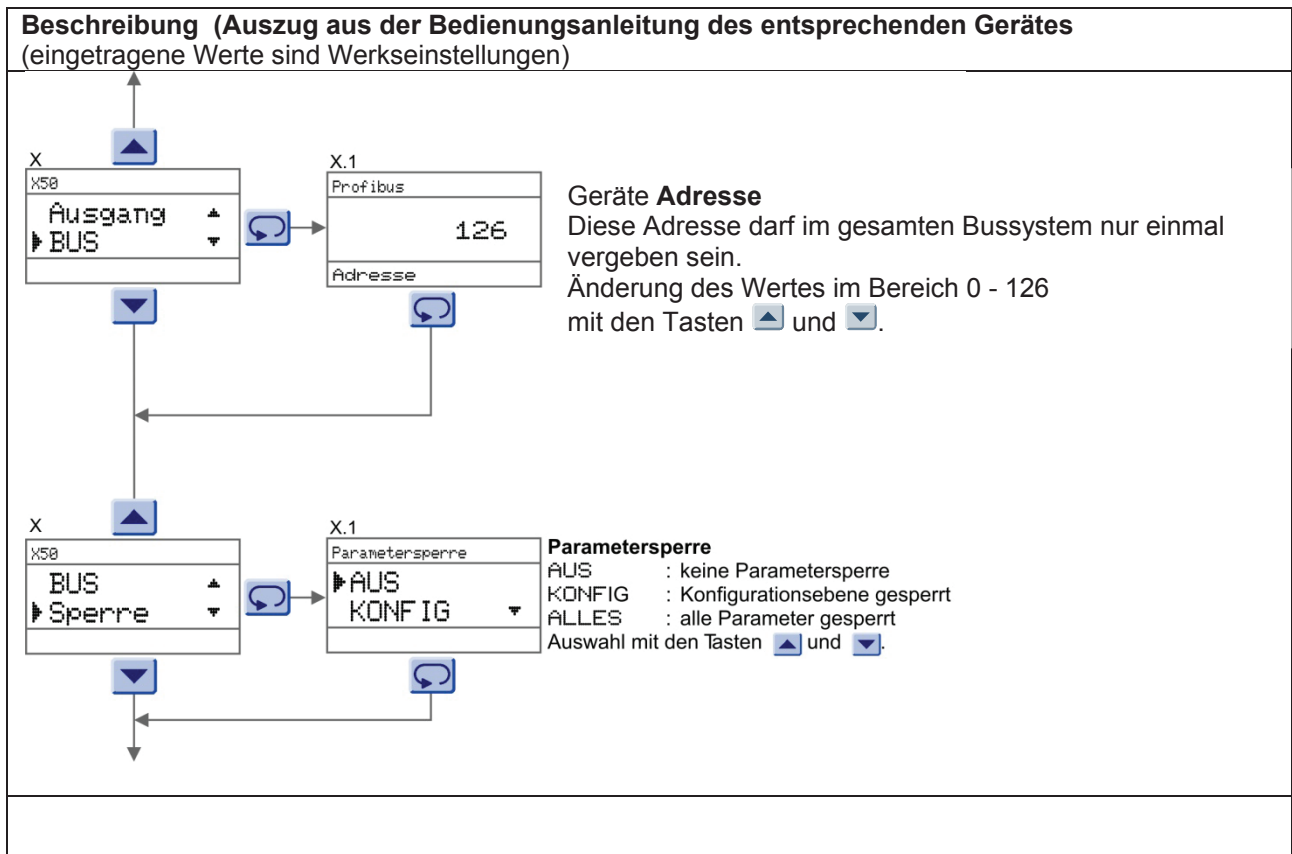 Beschreibung (Auszug aus der Bedienungsanleitung des entsprechenden Gerätes
(eingetragene Werte sind Werkseinstellungen)
X
X50
Ausgang
BUS
X.1
Profibus
126
Adresse
Geräte Adresse
Diese Adresse darf im gesamten Bussystem nur einmal
vergeben sein.
Änderung des Wertes im Bereich 0 - 126
mit den Tasten und .
X
X50
BUS
Sperre
X.1
Parametersperre
AUS
KONFIG
Parametersperre
AUS : keine Parametersperre
KONFIG : Konfigurationsebene gesperrt
ALLES : alle Parameter gesperrt
Auswahl mit den Tasten und .